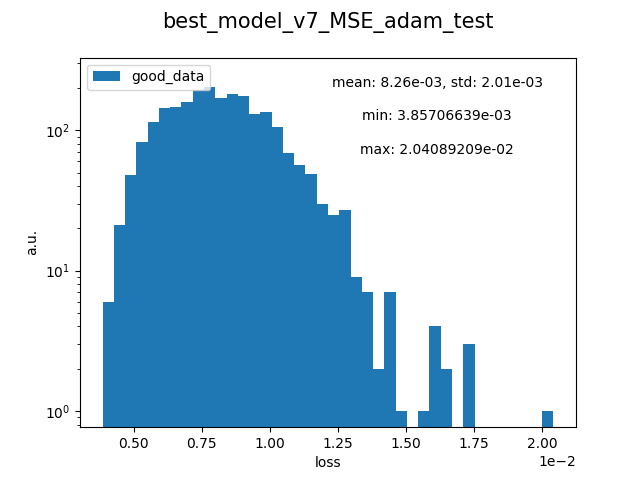 best_model_v7_MSE_adam_test
good_data
mean: 8.26e-03, std: 2.01e-03
min: 3.85706639e-03
max: 2.04089209e-02
a.u.
10²
10¹
10⁰
0.50 0.75 1.00 1.25 1.50 1.75 2.00
1e−2
loss